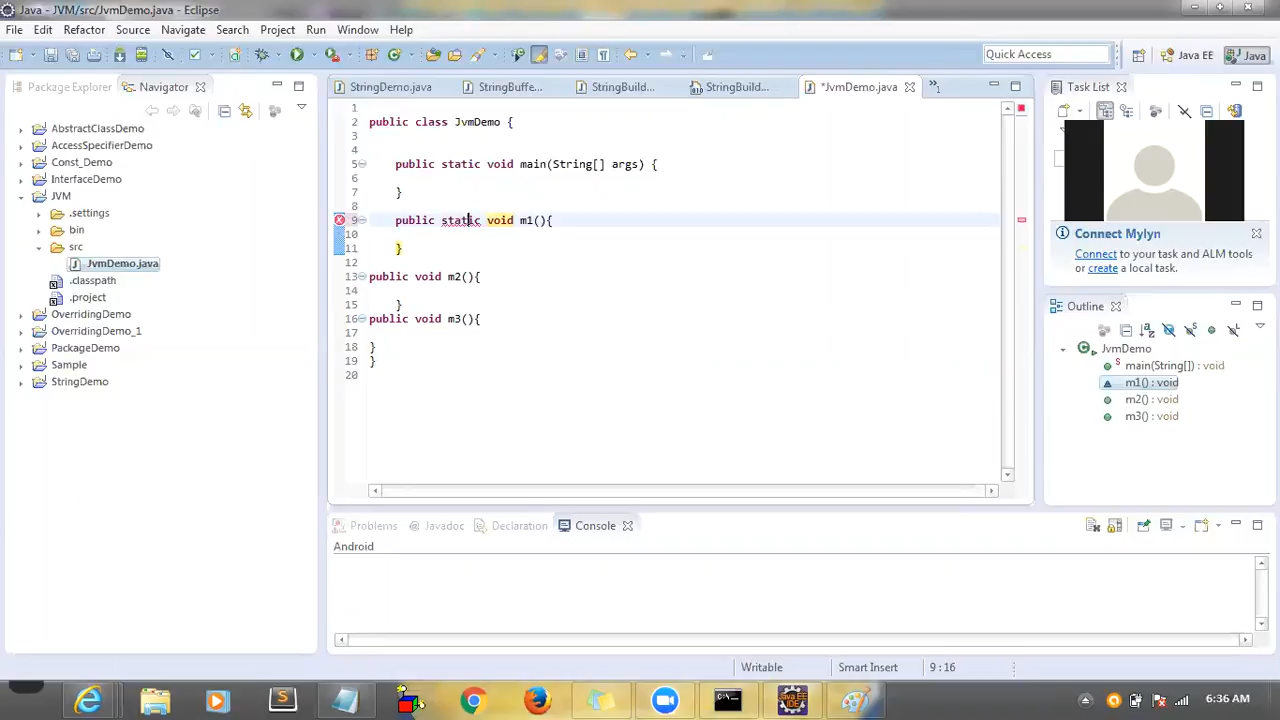 Java - JVM/src/JvmDemo.java - Eclipse
File Edit Refactor Source Navigate Search Project Run Window Help
Quick Access
Java EE
Java
Package Explorer
Navigator
StringDemo.java
StringBuffe...
StringBuild...
StringBuild...
*JvmDemo.java
»1
Task List
AbstractClassDemo
AccessSpecifierDemo
Const_Demo
InterfaceDemo
JVM
.settings
bin
src
JvmDemo.java
.classpath
.project
OverridingDemo
OverridingDemo_1
PackageDemo
Sample
StringDemo
1
2 public class JvmDemo {
3
4
5 public static void main(String[] args) {
6
7 }
8
9 public static void m1(){
10
11 }
12
13 public void m2(){
14
15 }
16 public void m3(){
17
18 }
19 }
20
Connect Mylyn
Connect to your task and ALM tools
or create a local task.
Outline
JvmDemo
main(String[]) : void
m1() : void
m2() : void
m3() : void
Problems
@ Javadoc
Declaration
Console
Android
Writable
Smart Insert
9 : 16
Java EE
IDE
6:36 AM